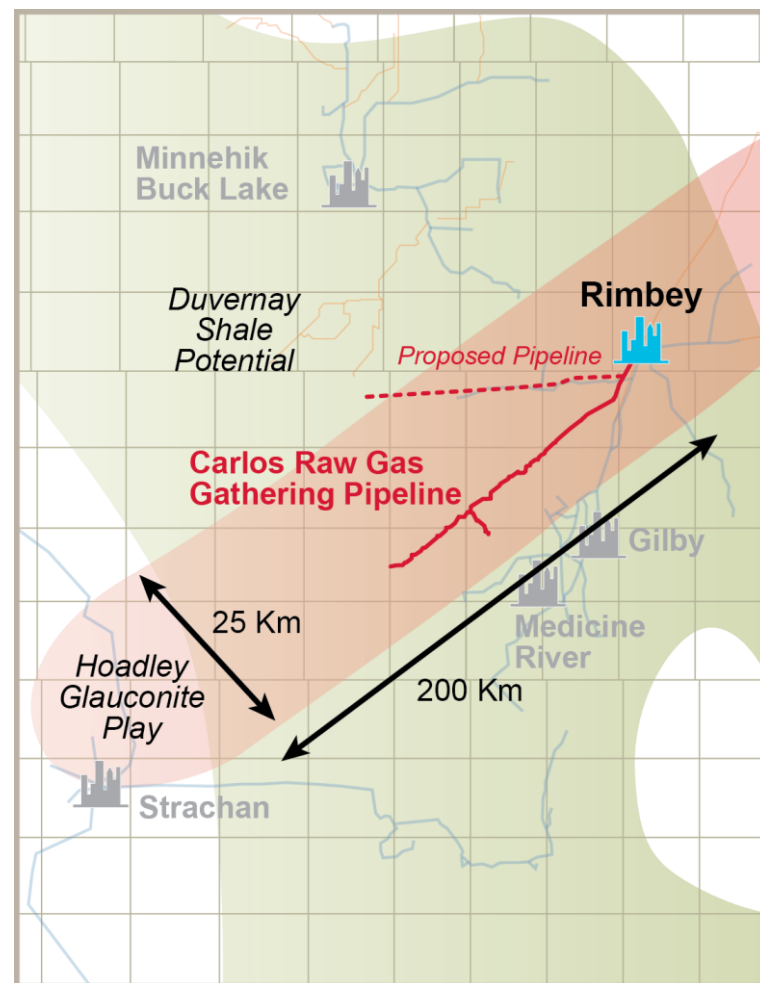 Minnehik
Buck Lake
Duvernay
Shale
Potential
Rimbey
Proposed Pipeline
Carlos Raw Gas
Gathering Pipeline
Gilby
25 Km
Medicine
River
Hoadley
Glauconite
Play
200 Km
Strachan